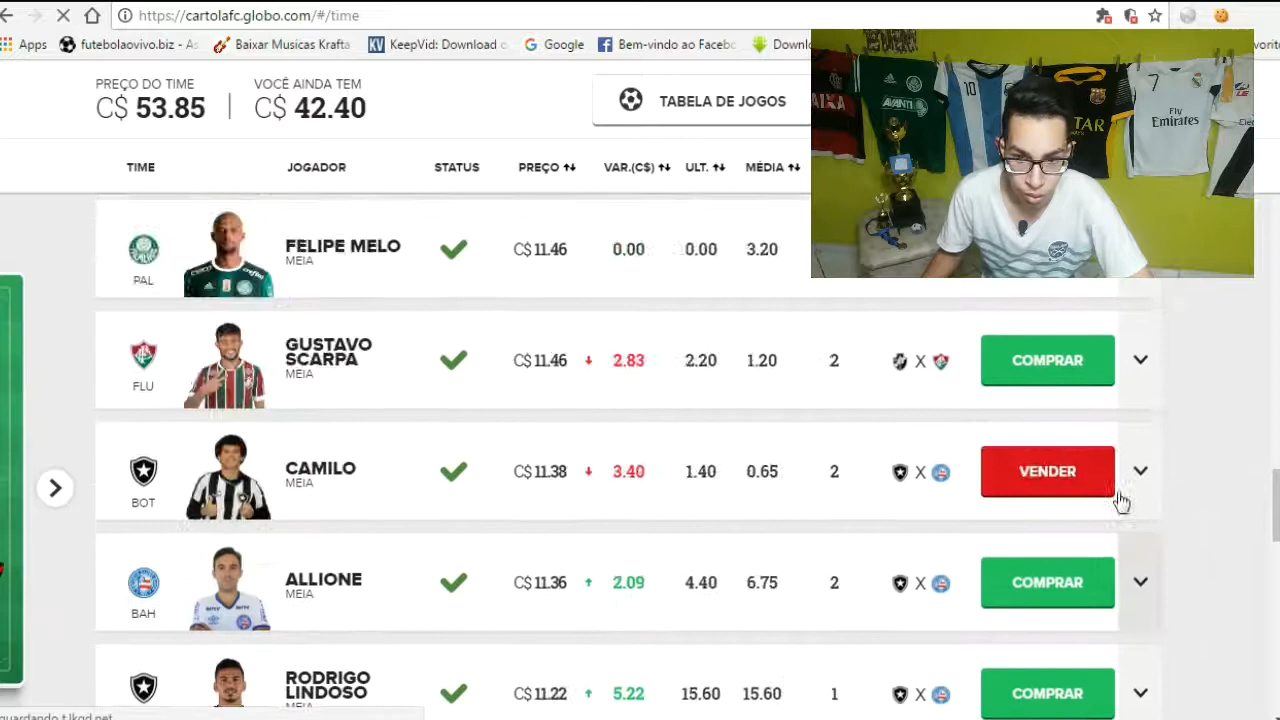 https://cartolafc.globo.com/#/time
Apps futebolaovivo.biz - As Baixar Musicas Krafta KeepVid: Download Google Bem-vindo ao Facebo
PREÇO DO TIME VOCÊ AINDA TEM
C$ 53.85 C$ 42.40
TABELA DE JOGOS
TIME JOGADOR STATUS PREÇO VAR.(C$) ULT. MÉDIA
FELIPE MELO
MEIA
PAL
C$ 11.46 0.00 0.00 3.20
GUSTAVO
SCARPA
MEIA
FLU
C$ 11.46 2.83 2.20 1.20 2 X COMPRAR
CAMILO
MEIA
BOT
C$ 11.38 3.40 1.40 0.65 2 X VENDER
ALLIONE
MEIA
BAH
C$ 11.36 2.09 4.40 6.75 2 X COMPRAR
RODRIGO
LINDOSO
MEIA
C$ 11.22 5.22 15.60 15.60 1 X COMPRAR
AVANTI
10
7
Fly
Emirates